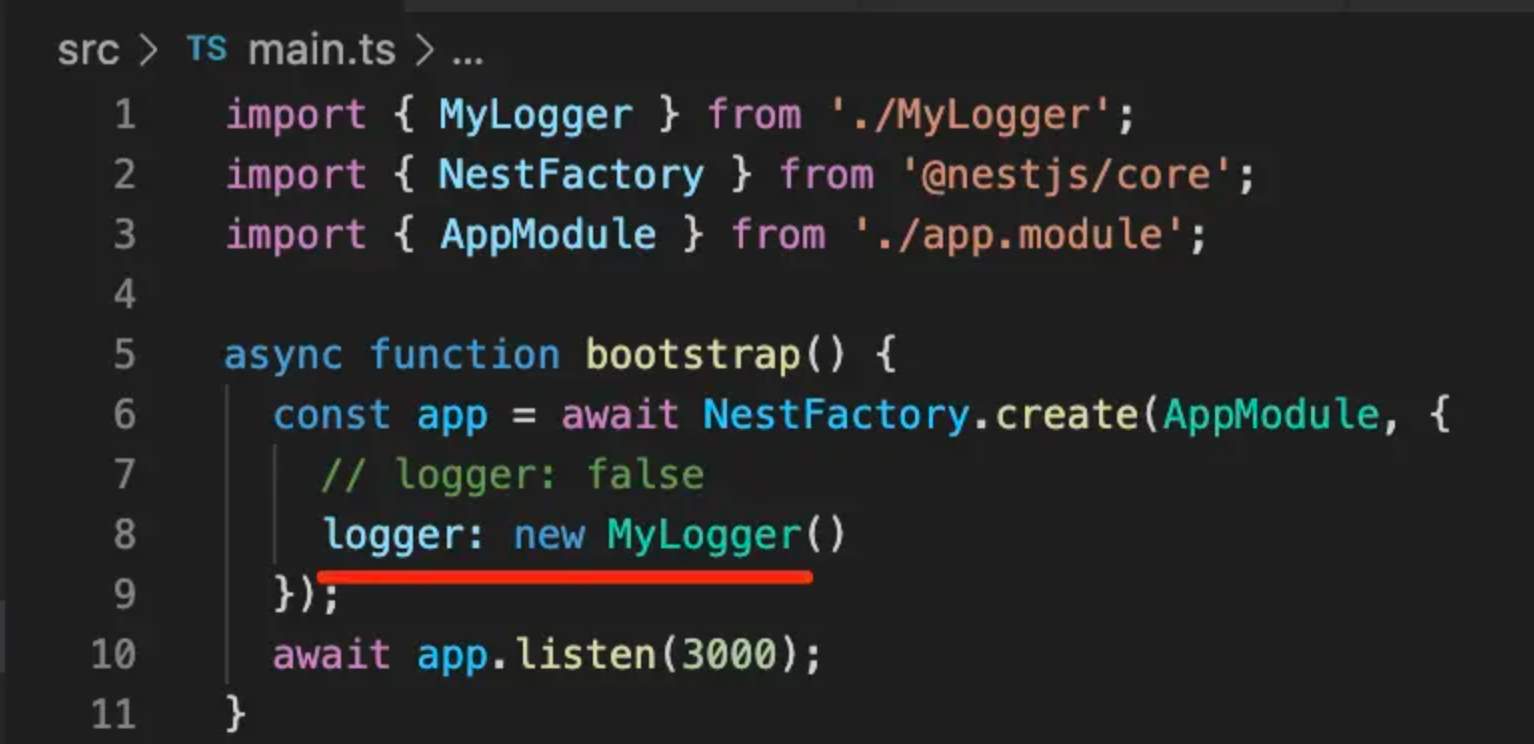 src > TS main.ts > ...
1 import { MyLogger } from './MyLogger';
2 import { NestFactory } from '@nestjs/core';
3 import { AppModule } from './app.module';
4
5 async function bootstrap() {
6   const app = await NestFactory.create(AppModule, {
7     // logger: false
8     logger: new MyLogger()
9   });
10   await app.listen(3000);
11 }